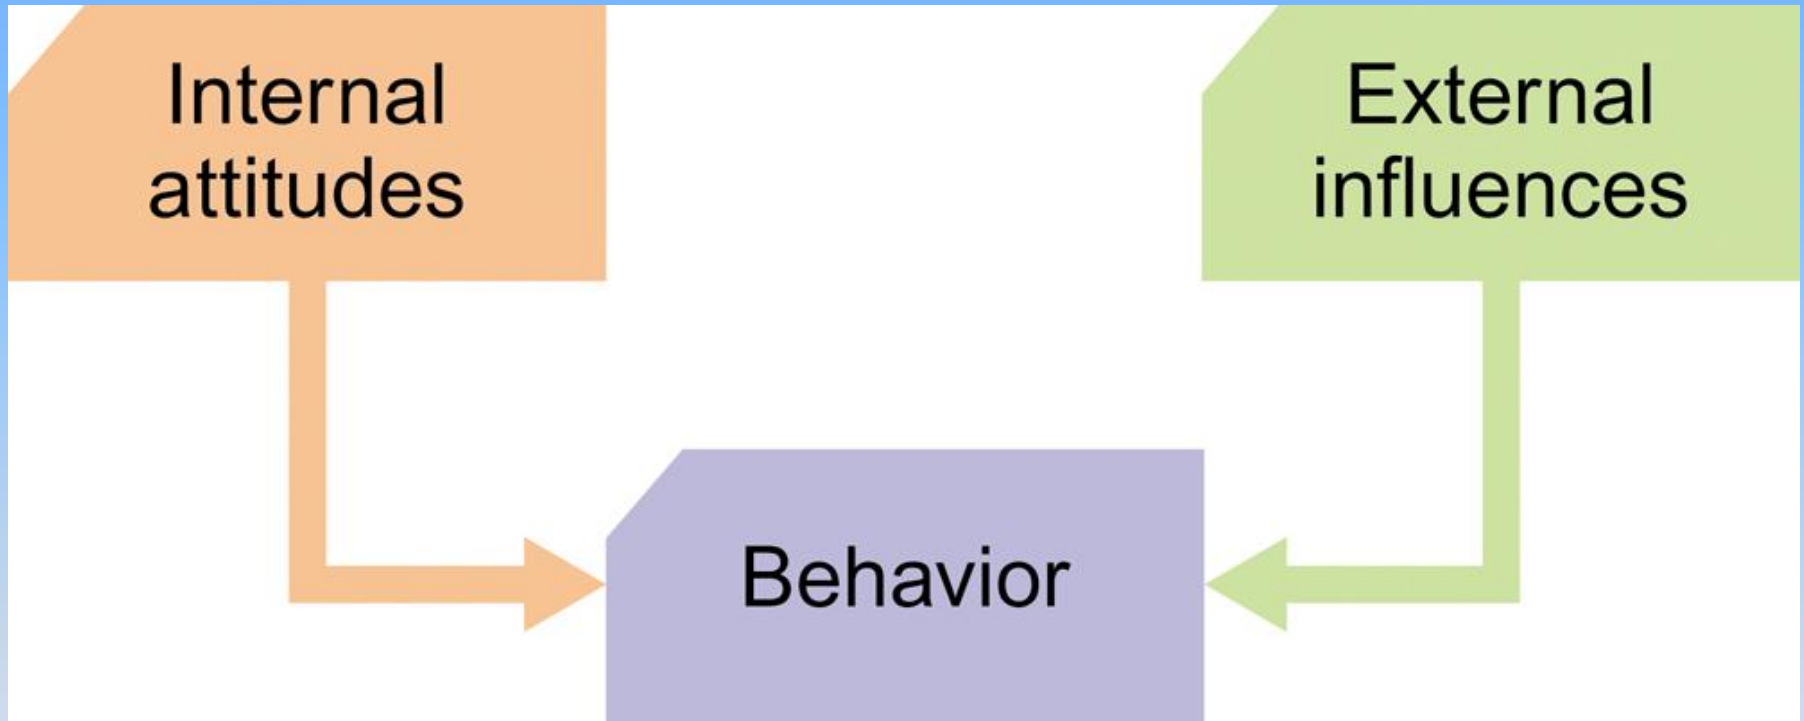 Internal
attitudes
External
influences
Behavior